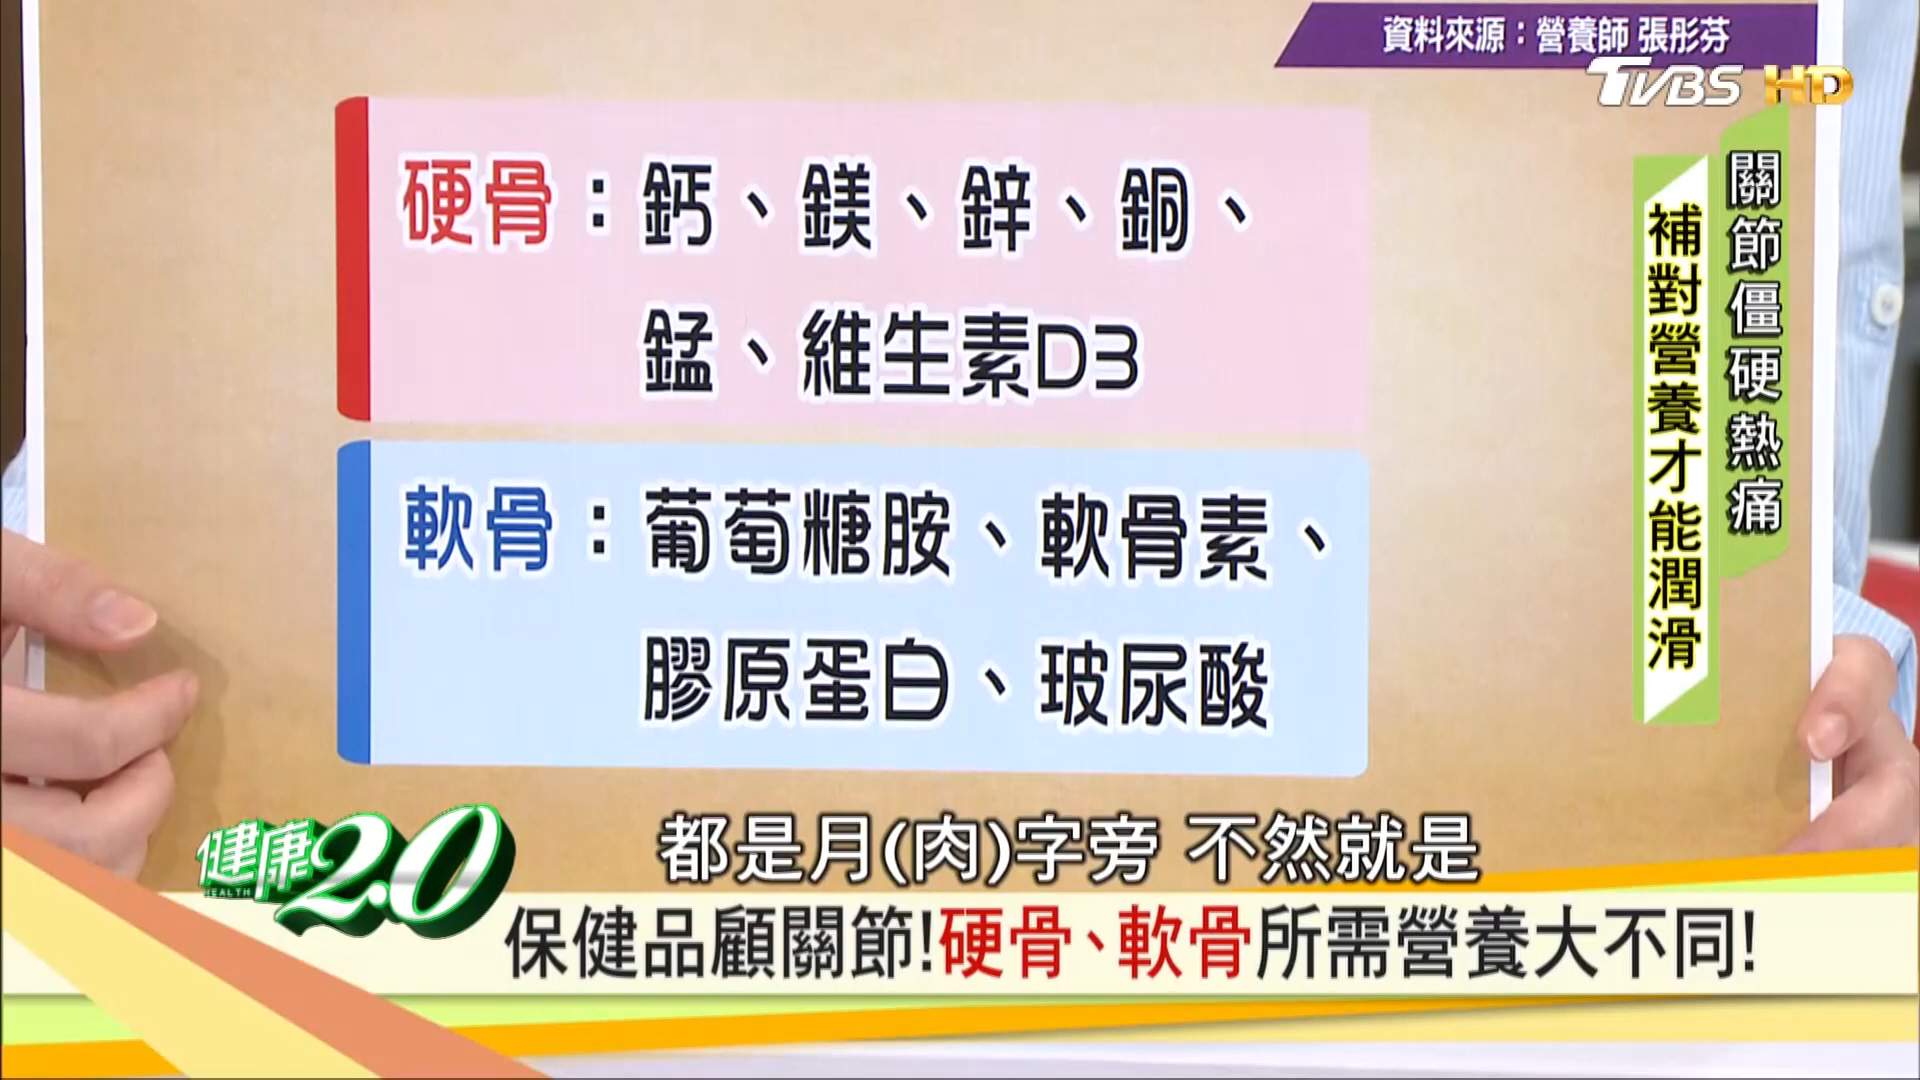 資料來源：營養師 張彤芬
TVBS HD
硬骨：鈣、鎂、鋅、銅、
錳、維生素D3
軟骨：葡萄糖胺、軟骨素、
膠原蛋白、玻尿酸
關節僵硬熱痛
補對營養才能潤滑
都是月(肉)字旁 不然就是
健康2.0
HEALTH
保健品顧關節!硬骨、軟骨所需營養大不同!